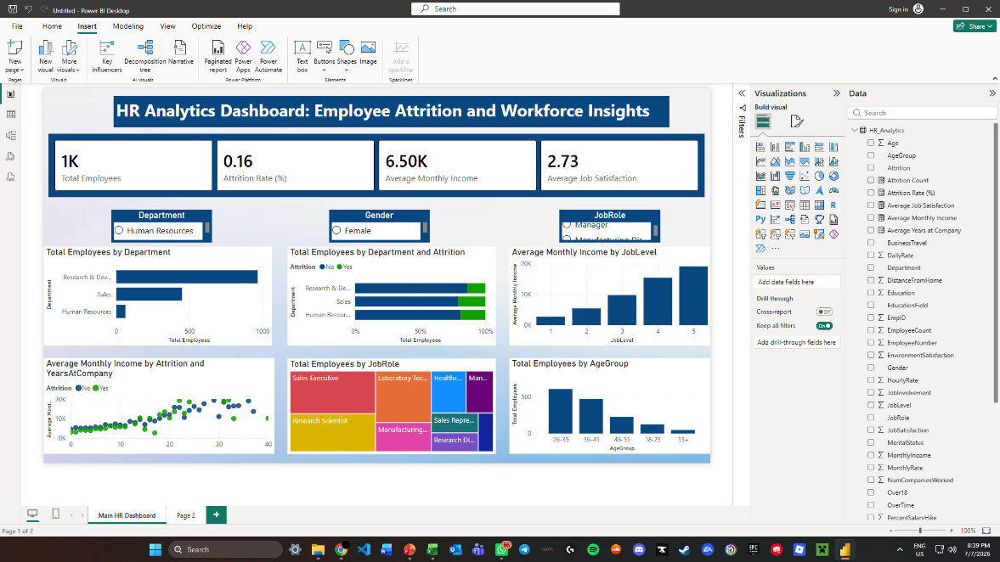 Untitled - Power BI Desktop
Search
Sign in
File
Home
Insert
Modeling
View
Optimize
Help
Share
New page
New visual
More visuals
Key influencers
Decomposition tree
Narrative
Paginated report
Power Apps
Power Automate
Text box
Buttons
Shapes
Image
Add a sparkline
Pages
Visuals
AI visuals
Power Platform
Elements
Sparklines
HR Analytics Dashboard: Employee Attrition and Workforce Insights
1K
Total Employees
0.16
Attrition Rate (%)
6.50K
Average Monthly Income
2.73
Average Job Satisfaction
Department
Human Resources
Gender
Female
JobRole
Manager
Manufacturing Dir...
Total Employees by Department
Department
Research & Dev...
Sales
Human Resources
0 500 1000
Total Employees
Total Employees by Department and Attrition
Attrition No Yes
Department
Research & De...
Sales
Human Resour...
0% 50% 100%
Total Employees
Average Monthly Income by JobLevel
Average Monthly Income
20K
10K
0K
1 2 3 4 5
JobLevel
Average Monthly Income by Attrition and
YearsAtCompany
Attrition No Yes
Average Mont...
20K
10K
0K
0 10 20 30 40
Total Employees by JobRole
Sales Executive
Research Scientist
Laboratory Tec...
Manufacturing...
Healthc...
Man...
Sales Repre...
Research Di...
Total Employees by AgeGroup
Total Employees
500
0
26-35 36-45 46-55 18-25 55+
AgeGroup
Filters
Visualizations
Build visual
R
Py
Values
Add data fields here
Drill through
Cross-report
Off
Keep all filters
On
Add drill-through fields here
Data
Search
HR_Analytics
Age
AgeGroup
Attrition
Attrition Count
Attrition Rate (%)
Average Job Satisfaction
Average Monthly Income
Average Years at Company
BusinessTravel
DailyRate
Department
DistanceFromHome
Education
EducationField
EmpID
EmployeeCount
EmployeeNumber
EnvironmentSatisfaction
Gender
HourlyRate
JobInvolvement
JobLevel
JobRole
JobSatisfaction
MaritalStatus
MonthlyIncome
MonthlyRate
NumCompaniesWorked
Over18
OverTime
PercentSalaryHike
Main HR Dashboard
Page 2
Page 1 of 2
100%
Search
66
ENG
US
8:39 PM
7/7/2026